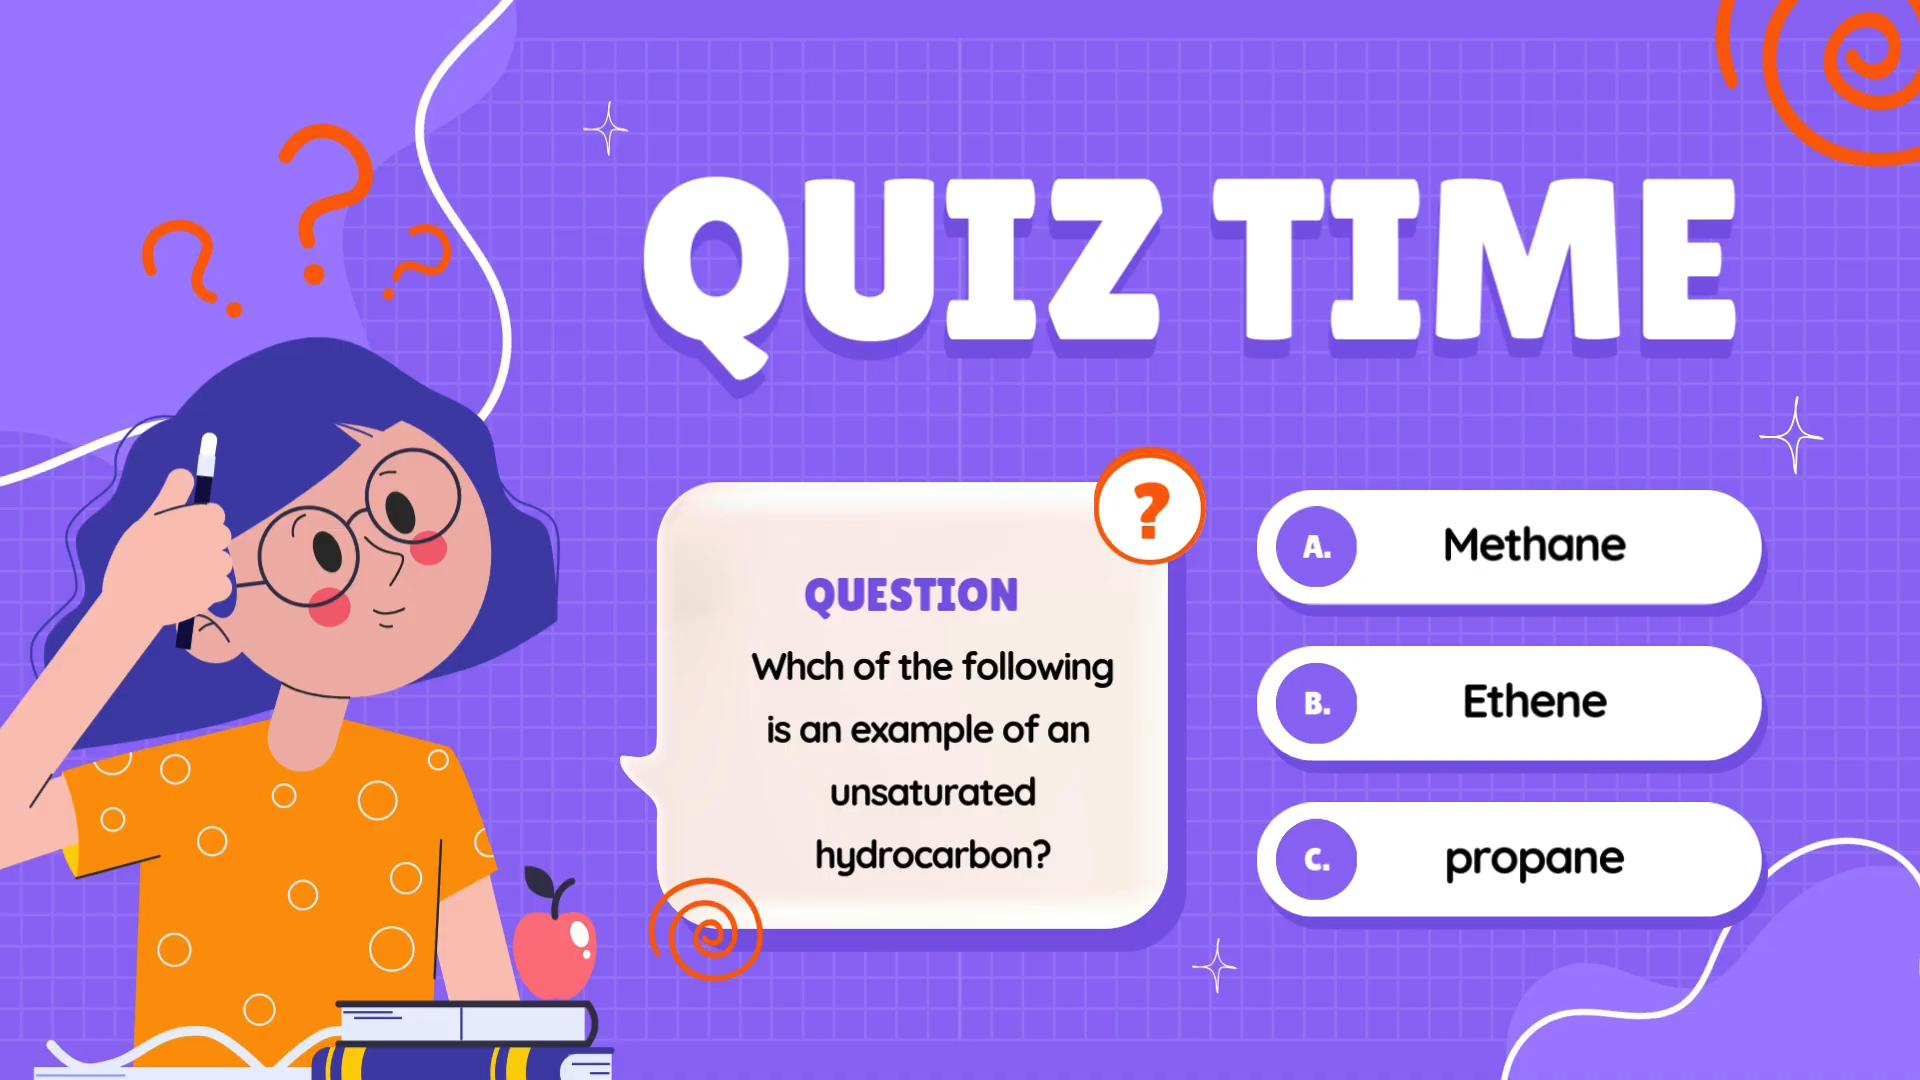 QUIZ TIME
?
QUESTION
Whch of the following
is an example of an
unsaturated
hydrocarbon?
A. Methane
B. Ethene
C. propane